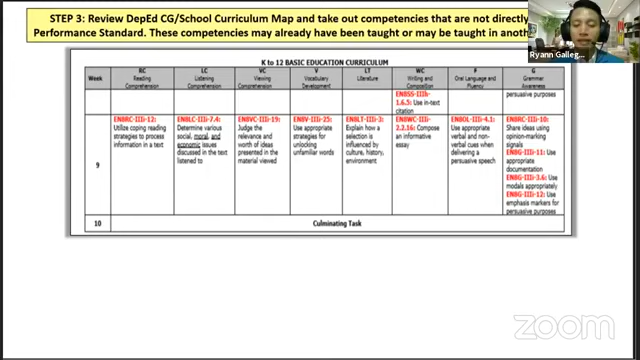 STEP 3: Review DepEd CG/School Curriculum Map and take out competencies that are not directly
Performance Standard. These competencies may already have been taught or may be taught in anoth
Ryann Galleg...
K to 12 BASIC EDUCATION CURRICULUM
Week
RC
Reading
Comprehension
LC
Listening
Comprehension
VC
Viewing
Comprehension
V
Vocabulary
Development
LT
Literature
WC
Writing and
Composition
F
Oral Language and
Fluency
G
Grammar
Awareness
EN8SS-IIIh-
1.6.5: Use in-text
citation
persuasive purposes
9
EN8RC-IIIi-12:
Utilize coping reading
strategies to process
information in a text
EN8LC-IIIi-7.4:
Determine various
social, moral, and
economic issues
discussed in the text
listened to
EN8VC-IIIi-19:
Judge the
relevance and
worth of ideas
presented in the
material viewed
EN8V-IIIi-25:
Use appropriate
strategies for
unlocking
unfamiliar words
EN8LT-IIIi-3:
Explain how a
selection is
influenced by
culture, history,
environment
EN8WC-IIIi-
2.2.16: Compose
an informative
essay
EN8OL-IIIi-4.1:
Use appropriate
verbal and non-
verbal cues when
delivering a
persuasive speech
EN8RC-IIIi-10:
Share ideas using
opinion-marking
signals
EN8G-IIIi-11: Use
appropriate
documentation
EN8G-IIIi-3.6: Use
modals appropriately
EN8G-IIIi-12: Use
emphasis markers for
persuasive purposes
10
Culminating Task
zoom